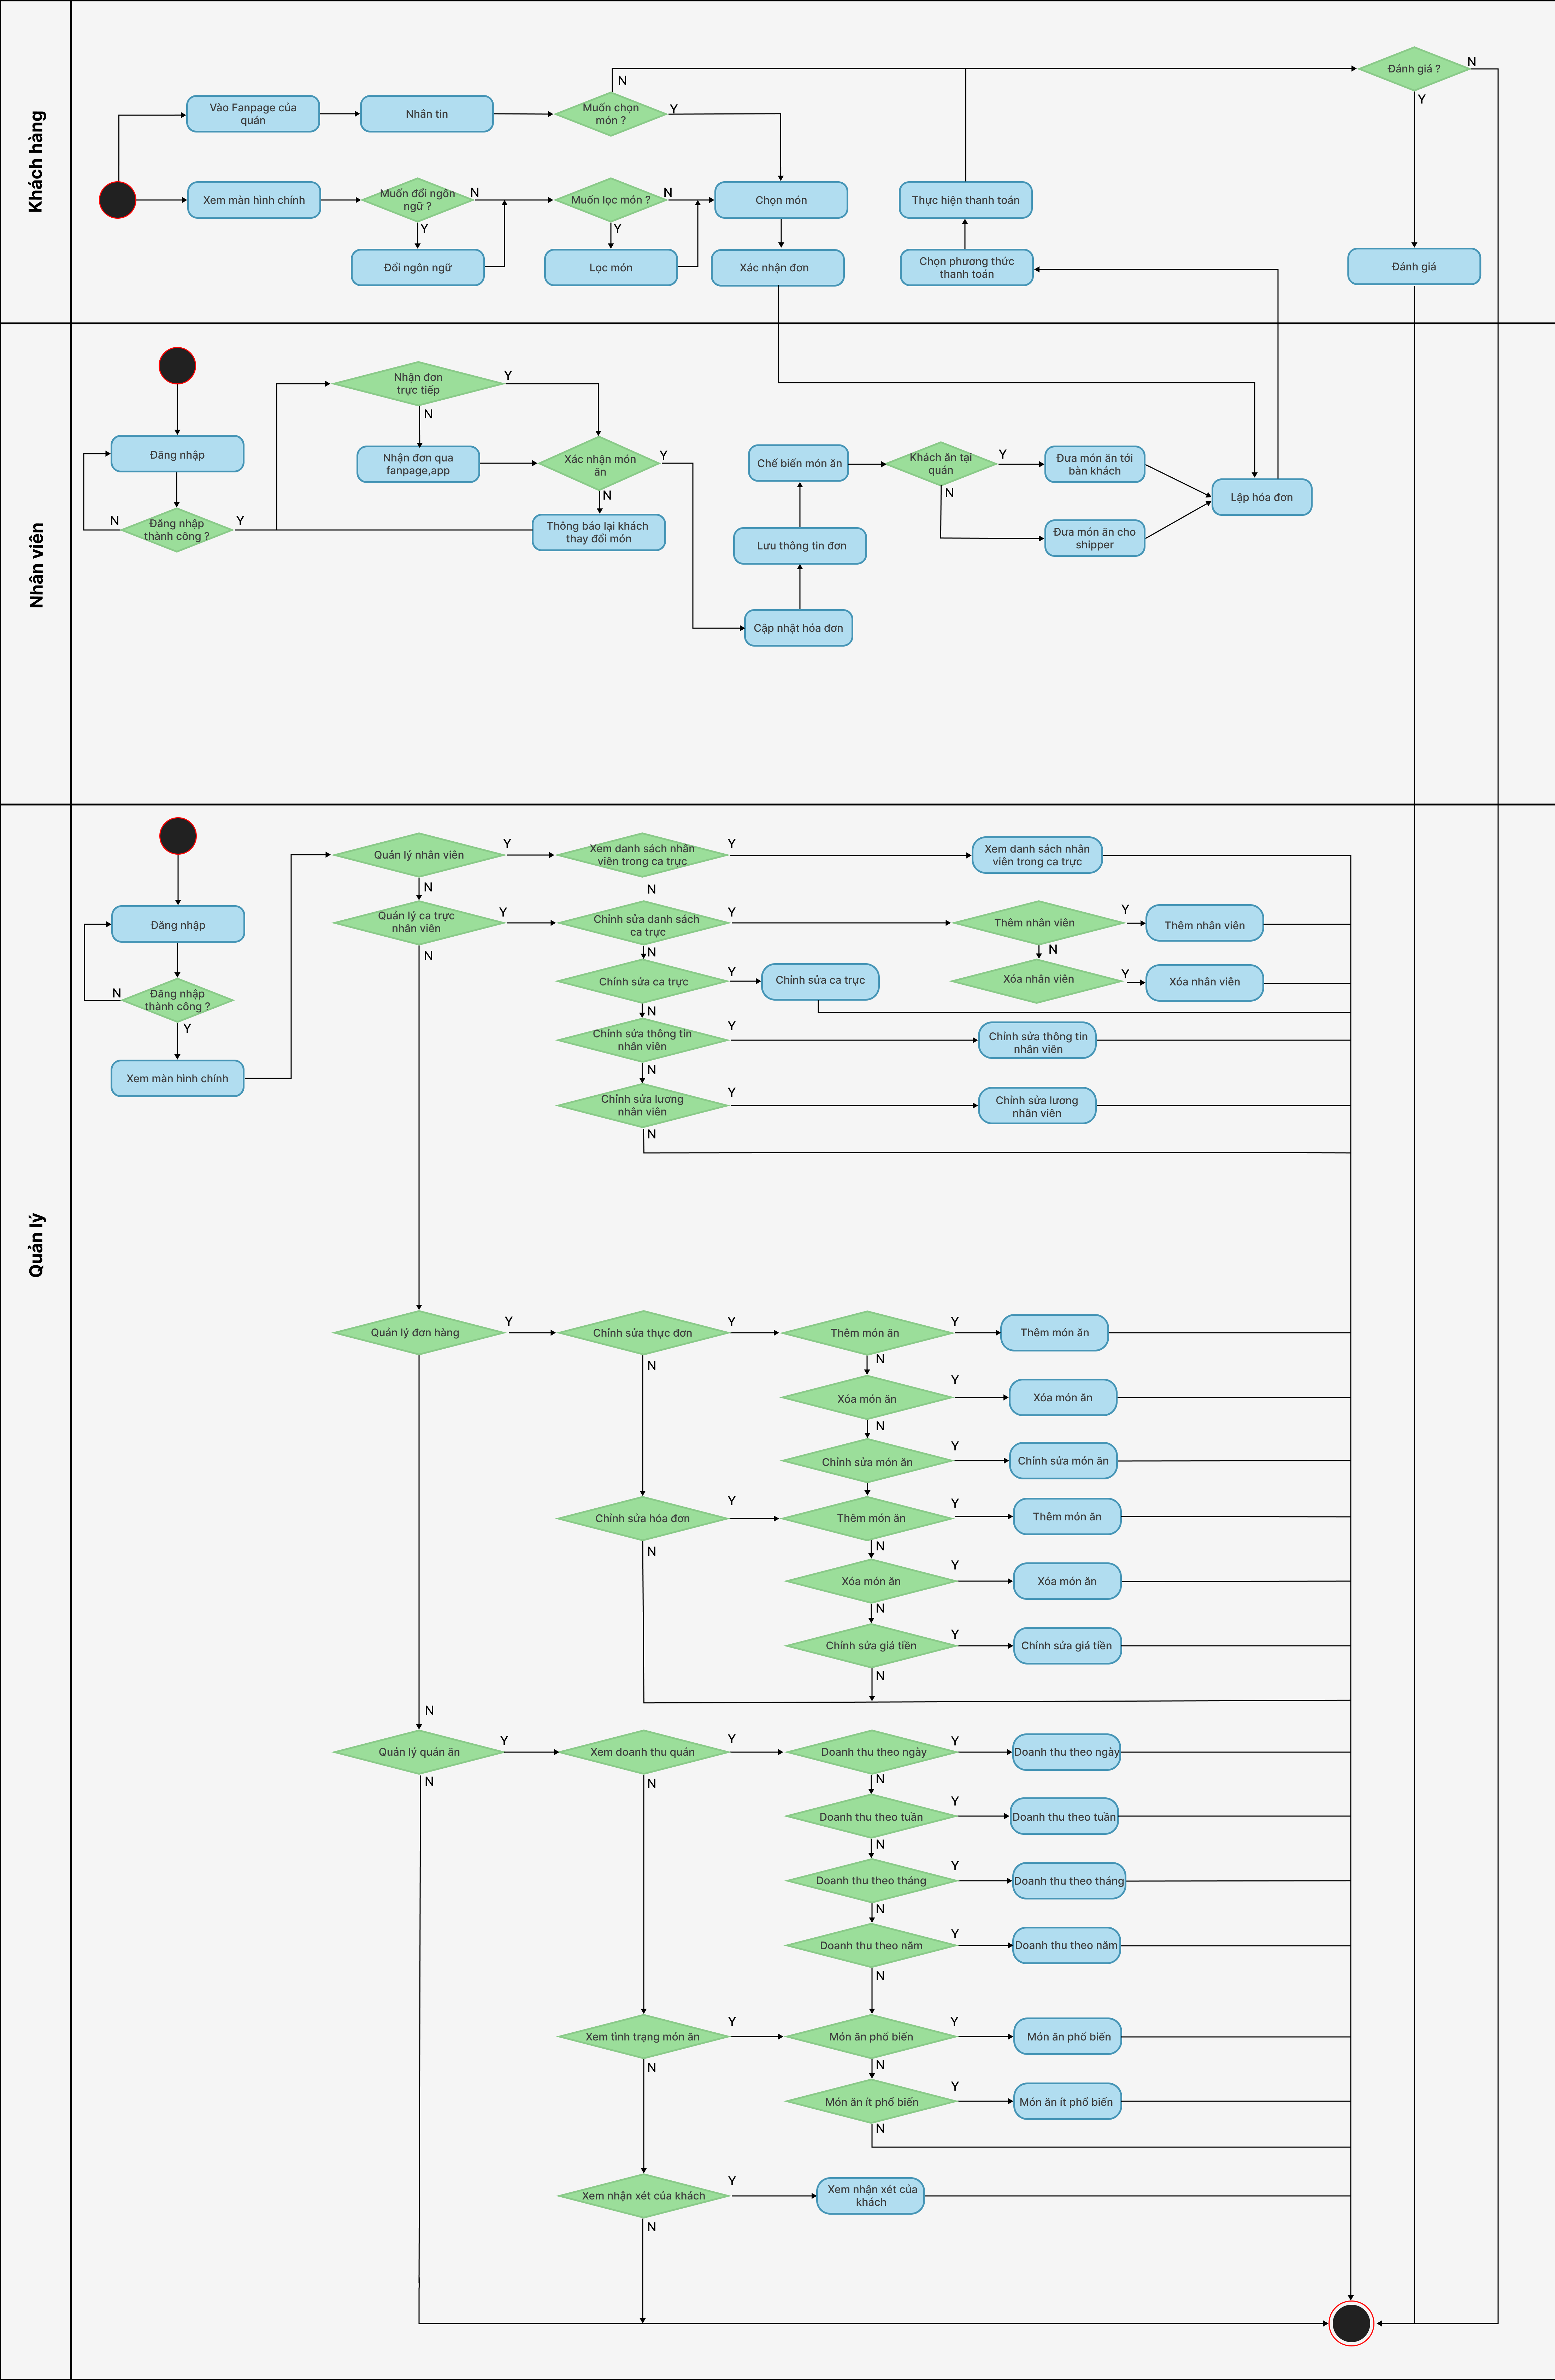 Khách hàng
N
Đánh giá ?
N
Y
Vào Fanpage của
quán
Nhắn tin
Muốn chọn
món ?
Y
Xem màn hình chính
Muốn đổi ngôn
ngữ ?
N
Y
Muốn lọc món ?
N
Y
Chọn món
Thực hiện thanh toán
Đổi ngôn ngữ
Lọc món
Xác nhận đơn
Chọn phương thức
thanh toán
Đánh giá
Nhân viên
Nhận đơn
trực tiếp
Y
N
Đăng nhập
Nhận đơn qua
fanpage,app
Xác nhận món
ăn
Y
N
Chế biến món ăn
Khách ăn tại
quán
Y
N
Đưa món ăn tới
bàn khách
Lập hóa đơn
N
Đăng nhập
thành công ?
Y
Thông báo lại khách
thay đổi món
Lưu thông tin đơn
Đưa món ăn cho
shipper
Cập nhật hóa đơn
Quản lý
Quản lý nhân viên
Y
N
Xem danh sách nhân
viên trong ca trực
Y
N
Xem danh sách nhân
viên trong ca trực
Đăng nhập
Quản lý ca trực
nhân viên
Y
N
Chỉnh sửa danh sách
ca trực
Y
N
Thêm nhân viên
Y
N
Thêm nhân viên
N
Đăng nhập
thành công ?
Y
Chỉnh sửa ca trực
Y
N
Chỉnh sửa ca trực
Xóa nhân viên
Y
Xóa nhân viên
Chỉnh sửa thông tin
nhân viên
Y
N
Chỉnh sửa thông tin
nhân viên
Xem màn hình chính
Chỉnh sửa lương
nhân viên
Y
N
Chỉnh sửa lương
nhân viên
Quản lý đơn hàng
Y
Chỉnh sửa thực đơn
Y
N
Thêm món ăn
Y
N
Thêm món ăn
Xóa món ăn
Y
N
Xóa món ăn
Chỉnh sửa món ăn
Y
Chỉnh sửa món ăn
Chỉnh sửa hóa đơn
Y
N
Thêm món ăn
Y
N
Thêm món ăn
Xóa món ăn
Y
N
Xóa món ăn
Chỉnh sửa giá tiền
Y
N
Chỉnh sửa giá tiền
N
Quản lý quán ăn
Y
N
Xem doanh thu quán
Y
N
Doanh thu theo ngày
Y
N
Doanh thu theo ngày
Doanh thu theo tuần
Y
N
Doanh thu theo tuần
Doanh thu theo tháng
Y
N
Doanh thu theo tháng
Doanh thu theo năm
Y
N
Doanh thu theo năm
Xem tình trạng món ăn
Y
N
Món ăn phổ biến
Y
N
Món ăn phổ biến
Món ăn ít phổ biến
Y
N
Món ăn ít phổ biến
Xem nhận xét của khách
Y
N
Xem nhận xét của
khách